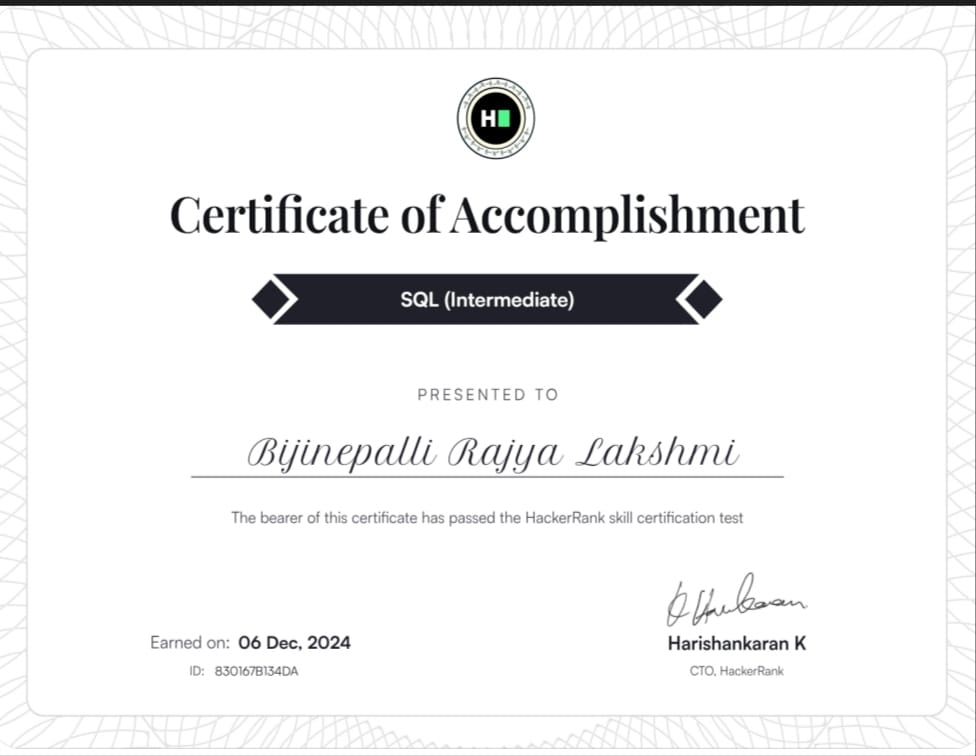 H
Certificate of Accomplishment
SQL (Intermediate)
PRESENTED TO
Bijinepalli Rajya Lakshmi
The bearer of this certificate has passed the HackerRank skill certification test
Earned on: 06 Dec, 2024
ID: 830167B134DA
Harishankaran K
CTO, HackerRank